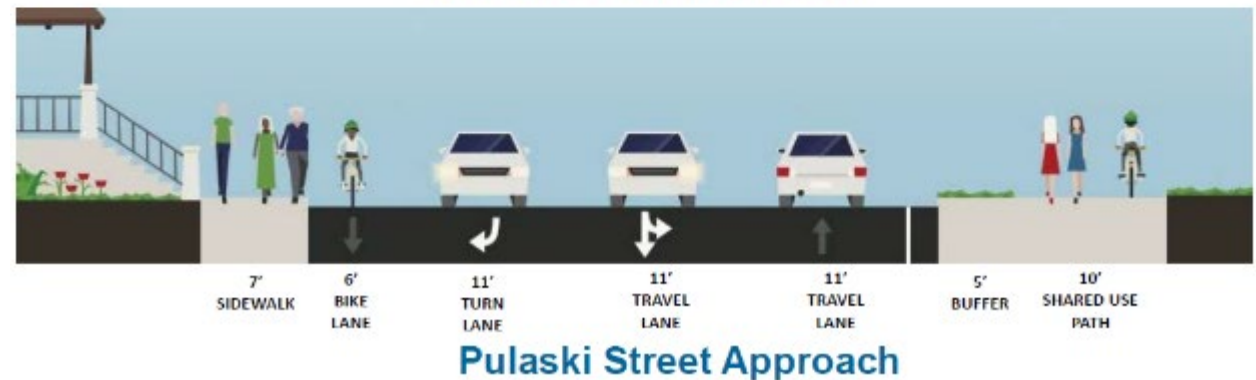 7'
SIDEWALK
6'
BIKE
LANE
11'
TURN
LANE
11'
TRAVEL
LANE
11'
TRAVEL
LANE
5'
BUFFER
10'
SHARED USE
PATH
Pulaski Street Approach